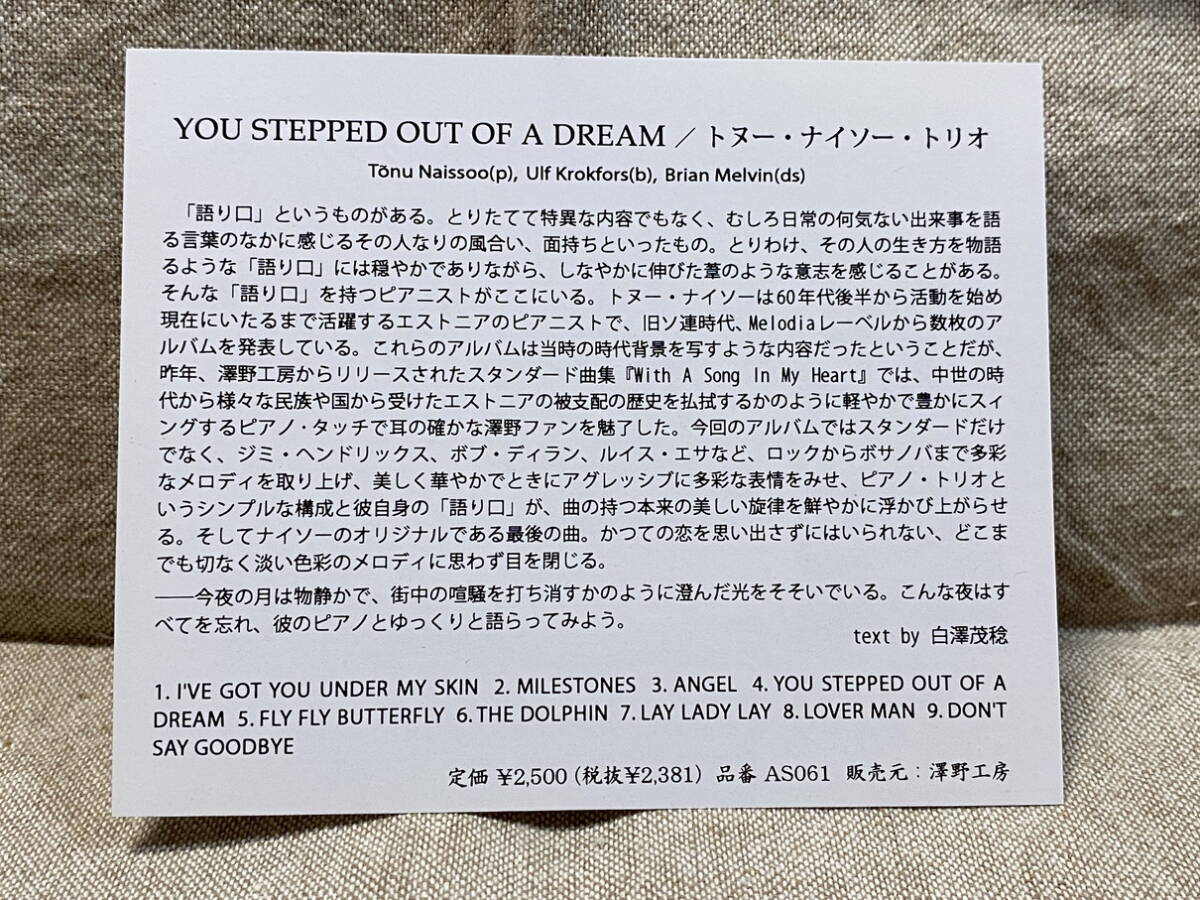 YOU STEPPED OUT OF A DREAM / トヌー・ナイソー・トリオ
Tõnu Naissoo(p), Ulf Krokfors(b), Brian Melvin(ds)
「語り口」というものがある。とりたてて特異な内容でもなく、むしろ日常の何気ない出来事を語
る言葉のなかに感じるその人なりの風合い、面持ちといったもの。とりわけ、その人の生き方を物語
るような「語り口」には穏やかでありながら、しなやかに伸びた葦のような意志を感じることがある。
そんな「語り口」を持つピアニストがここにいる。トヌー・ナイソーは60年代後半から活動を始め
現在にいたるまで活躍するエストニアのピアニストで、旧ソ連時代、Melodiaレーベルから数枚のア
ルバムを発表している。これらのアルバムは当時の時代背景を写すような内容だったということだが、
昨年、澤野工房からリリースされたスタンダード曲集『With A Song In My Heart』では、中世の時
代から様々な民族や国から受けたエストニアの被支配の歴史を払拭するかのように軽やかで豊かにスィ
ングするピアノ・タッチで耳の確かな澤野ファンを魅了した。今回のアルバムではスタンダードだけ
でなく、ジミ・ヘンドリックス、ボブ・ディラン、ルイス・エサなど、ロックからボサノバまで多彩
なメロディを取り上げ、美しく華やかでときにアグレッシブに多彩な表情をみせ、ピアノ・トリオと
いうシンプルな構成と彼自身の「語り口」が、曲の持つ本来の美しい旋律を鮮やかに浮かび上がらせ
る。そしてナイソーのオリジナルである最後の曲。かつての恋を思い出さずにはいられない、どこま
でも切なく淡い色彩のメロディに思わず目を閉じる。
――今夜の月は物静かで、街中の喧騒を打ち消すかのように澄んだ光をそそいでいる。こんな夜はす
べてを忘れ、彼のピアノとゆっくりと語らってみよう。
text by 白澤茂稔
1. I'VE GOT YOU UNDER MY SKIN 2. MILESTONES 3. ANGEL 4. YOU STEPPED OUT OF A
DREAM 5. FLY FLY BUTTERFLY 6. THE DOLPHIN 7. LAY LADY LAY 8. LOVER MAN 9. DON'T
SAY GOODBYE
定価 ¥2,500 (税抜¥2,381) 品番 AS061 販売元：澤野工房